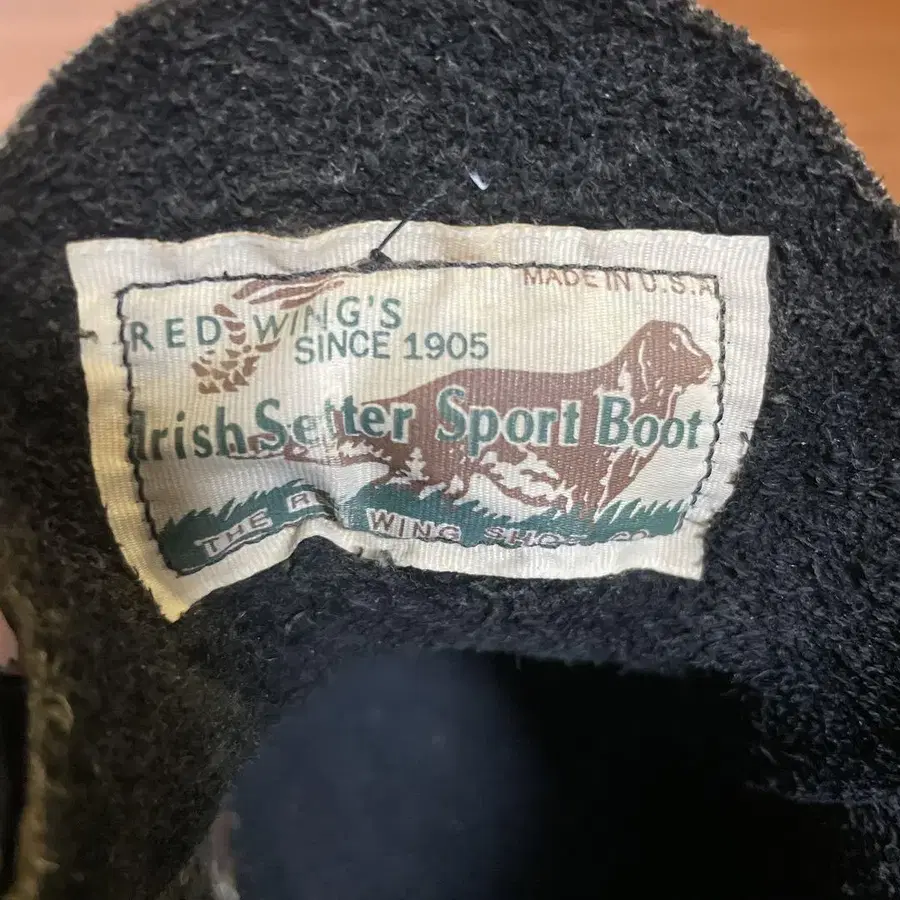 MADE IN U.S.A
RED WING'S
SINCE 1905
Irish Setter Sport Boot
THE RED WING SHOE CO